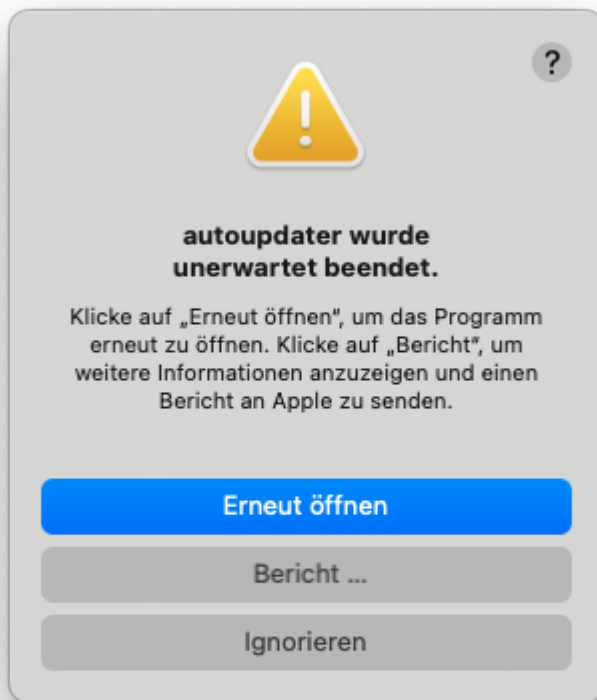 ?
autoupdater wurde
unerwartet beendet.
Klicke auf „Erneut öffnen“, um das Programm
erneut zu öffnen. Klicke auf „Bericht“, um
weitere Informationen anzuzeigen und einen
Bericht an Apple zu senden.
Erneut öffnen
Bericht ...
Ignorieren